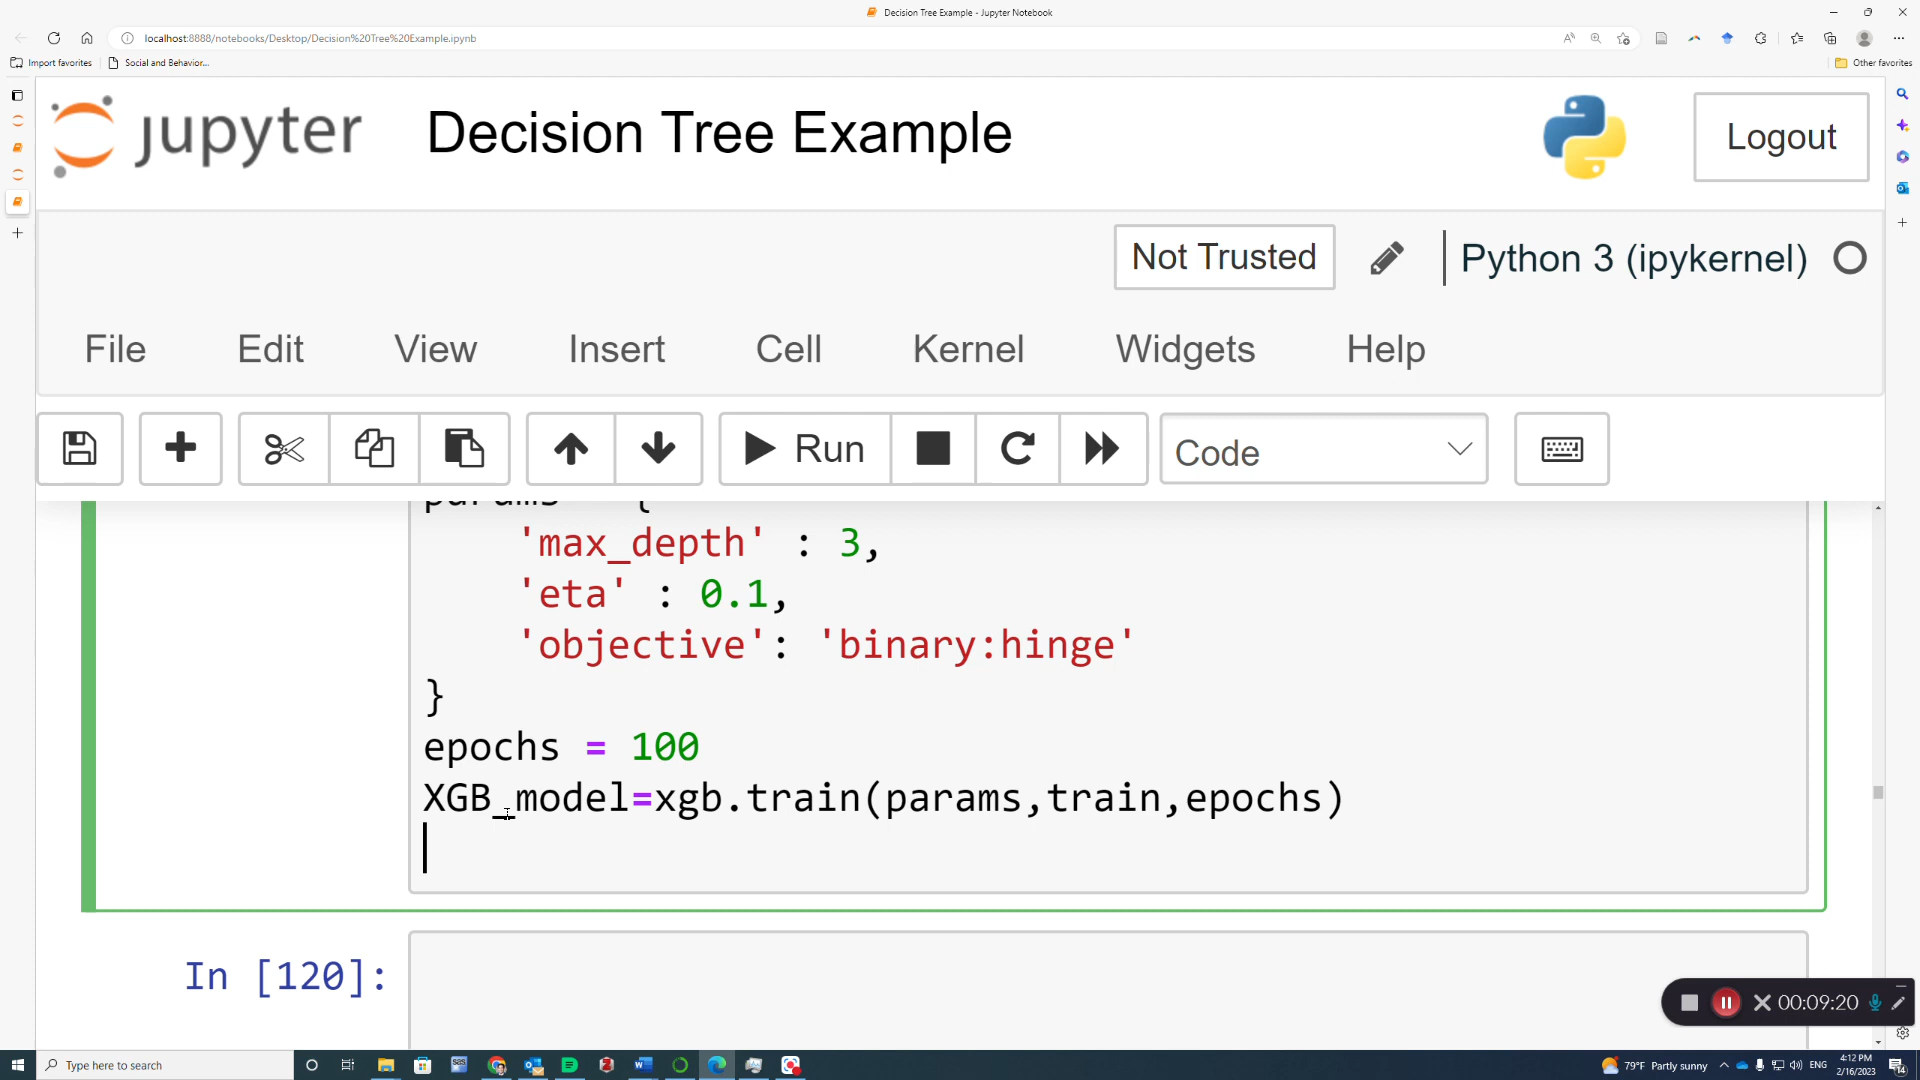 Decision Tree Example - Jupyter Notebook
localhost:8888/notebooks/Desktop/Decision%20Tree%20Example.ipynb
Import favorites
Social and Behavior...
Other favorites
jupyter
Decision Tree Example
Logout
Not Trusted
Python 3 (ipykernel)
File
Edit
View
Insert
Cell
Kernel
Widgets
Help
Run
Code
params = {
'max_depth' : 3,
'eta' : 0.1,
'objective': 'binary:hinge'
}
epochs = 100
XGB_model=xgb.train(params,train,epochs)
In [120]:
00:09:20
Type here to search
79°F Partly sunny
ENG
4:12 PM
2/16/2023